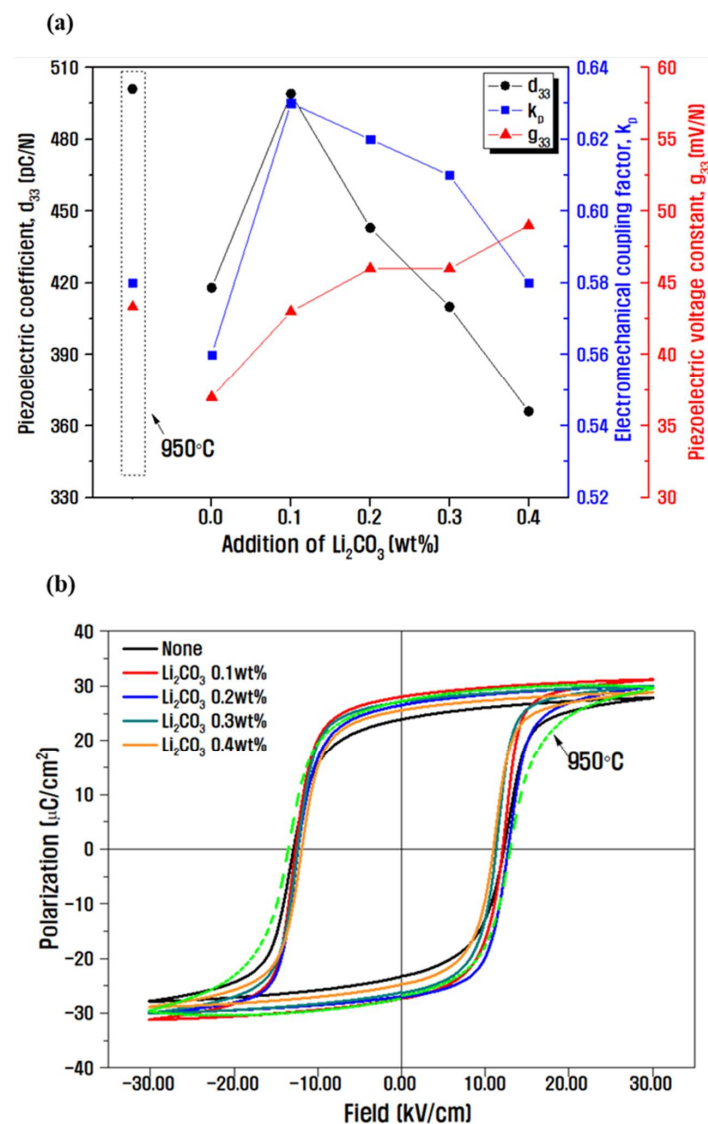 (a)
510
480
450
420
390
360
330
Piezoelectric coefficient, d₃₃ (pC/N)
d₃₃
kₚ
g₃₃
950°C
0.0 0.1 0.2 0.3 0.4
Addition of Li₂CO₃ (wt%)
0.64
0.62
0.60
0.58
0.56
0.54
0.52
Electromechanical coupling factor, kₚ
60
55
50
45
40
35
30
Piezoelectric voltage constant, g₃₃ (mV/N)
(b)
40
30
20
10
0
-10
-20
-30
-40
Polarization (μC/cm²)
None
Li₂CO₃ 0.1wt%
Li₂CO₃ 0.2wt%
Li₂CO₃ 0.3wt%
Li₂CO₃ 0.4wt%
950°C
-30.00 -20.00 -10.00 0.00 10.00 20.00 30.00
Field (kV/cm)